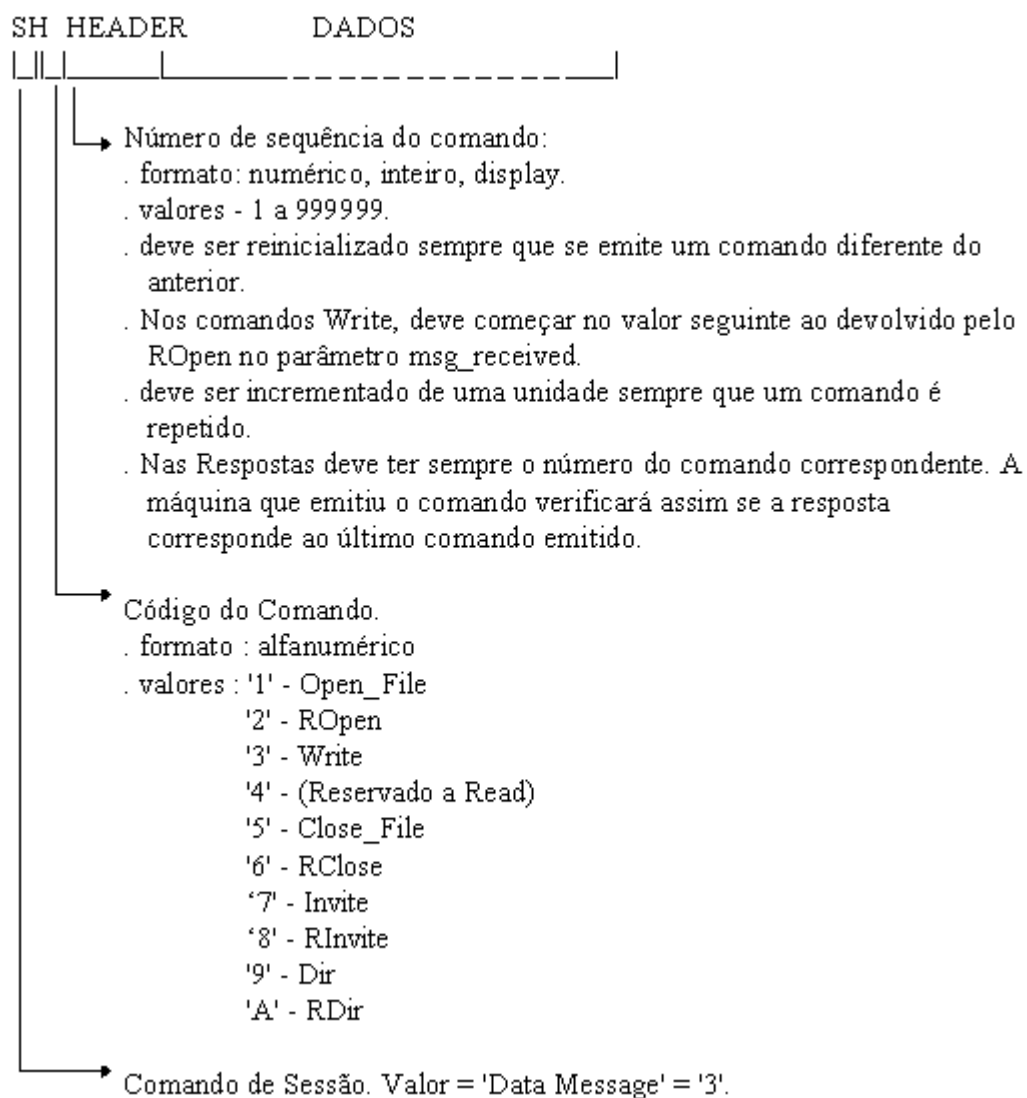 SH HEADER DADOS
Número de sequência do comando:
. formato: numérico, inteiro, display.
. valores - 1 a 999999.
. deve ser reinicializado sempre que se emite um comando diferente do
anterior.
. Nos comandos Write, deve começar no valor seguinte ao devolvido pelo
ROpen no parâmetro msg_received.
. deve ser incrementado de uma unidade sempre que um comando é
repetido.
. Nas Respostas deve ter sempre o número do comando correspondente. A
máquina que emitiu o comando verificará assim se a resposta
corresponde ao último comando emitido.
Código do Comando.
. formato : alfanumérico
. valores : '1' - Open_File
'2' - ROpen
'3' - Write
'4' - (Reservado a Read)
'5' - Close_File
'6' - RClose
‘7' - Invite
‘8' - RInvite
'9' - Dir
'A' - RDir
Comando de Sessão. Valor = 'Data Message' = '3'.